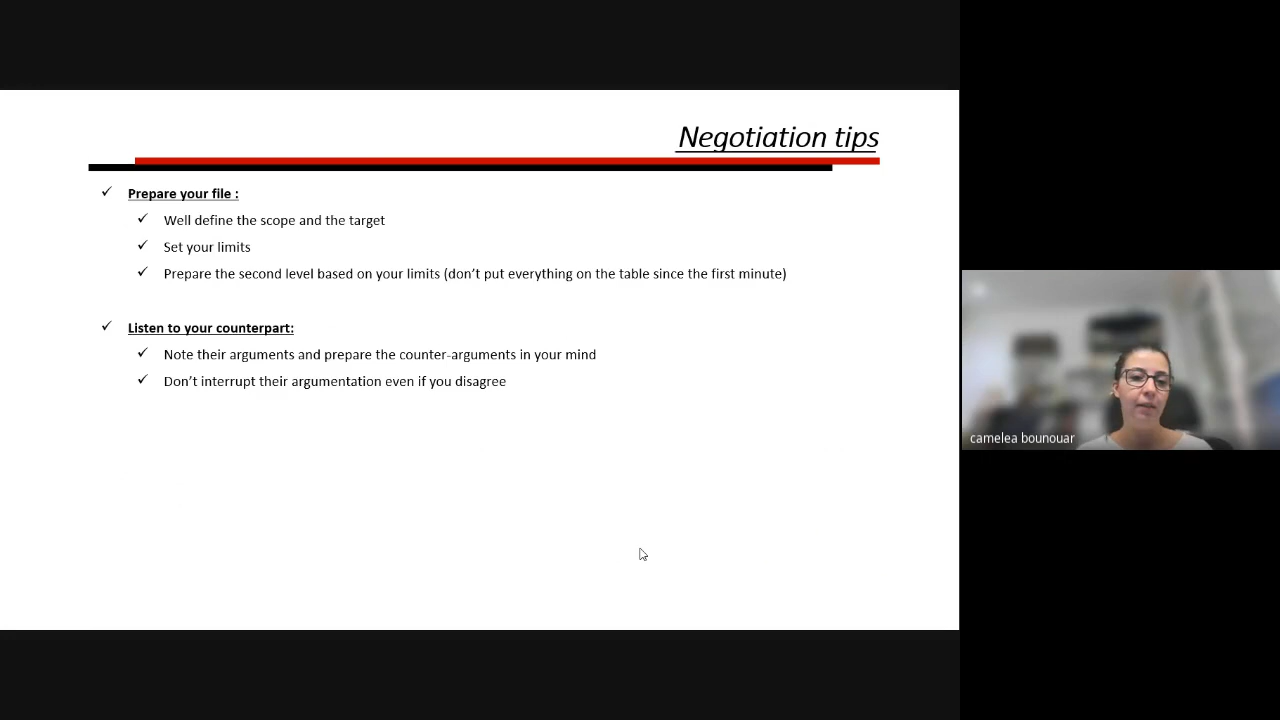 Negotiation tips
Prepare your file :
Well define the scope and the target
Set your limits
Prepare the second level based on your limits (don't put everything on the table since the first minute)
Listen to your counterpart:
Note their arguments and prepare the counter-arguments in your mind
Don't interrupt their argumentation even if you disagree
camelea bounouar